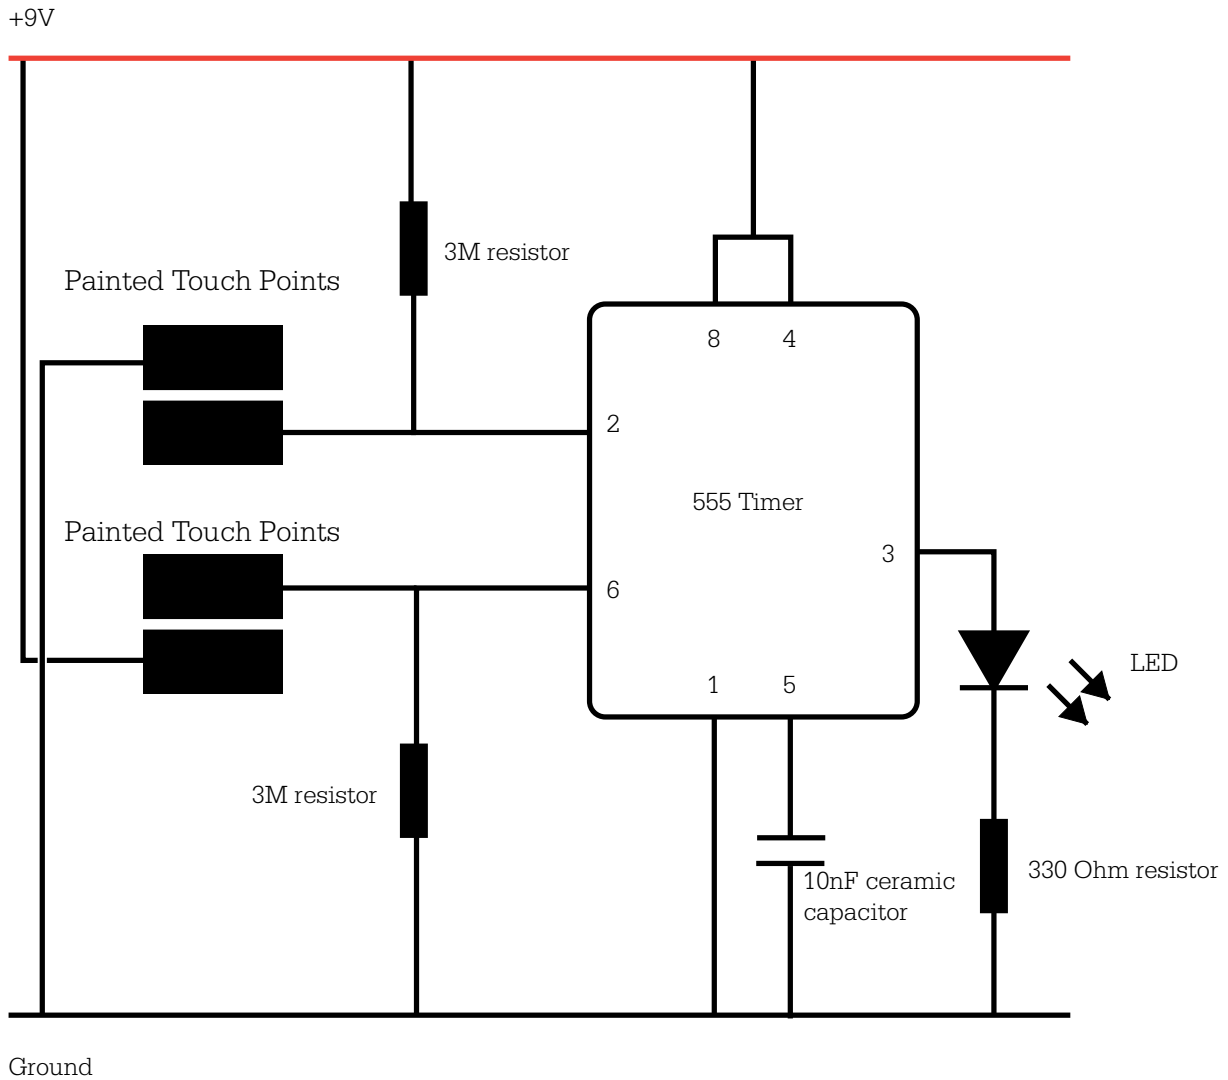 +9V
3M resistor
Painted Touch Points
8 4
2
555 Timer
Painted Touch Points
3
6
LED
1 5
3M resistor
330 Ohm resistor
10nF ceramic
capacitor
Ground